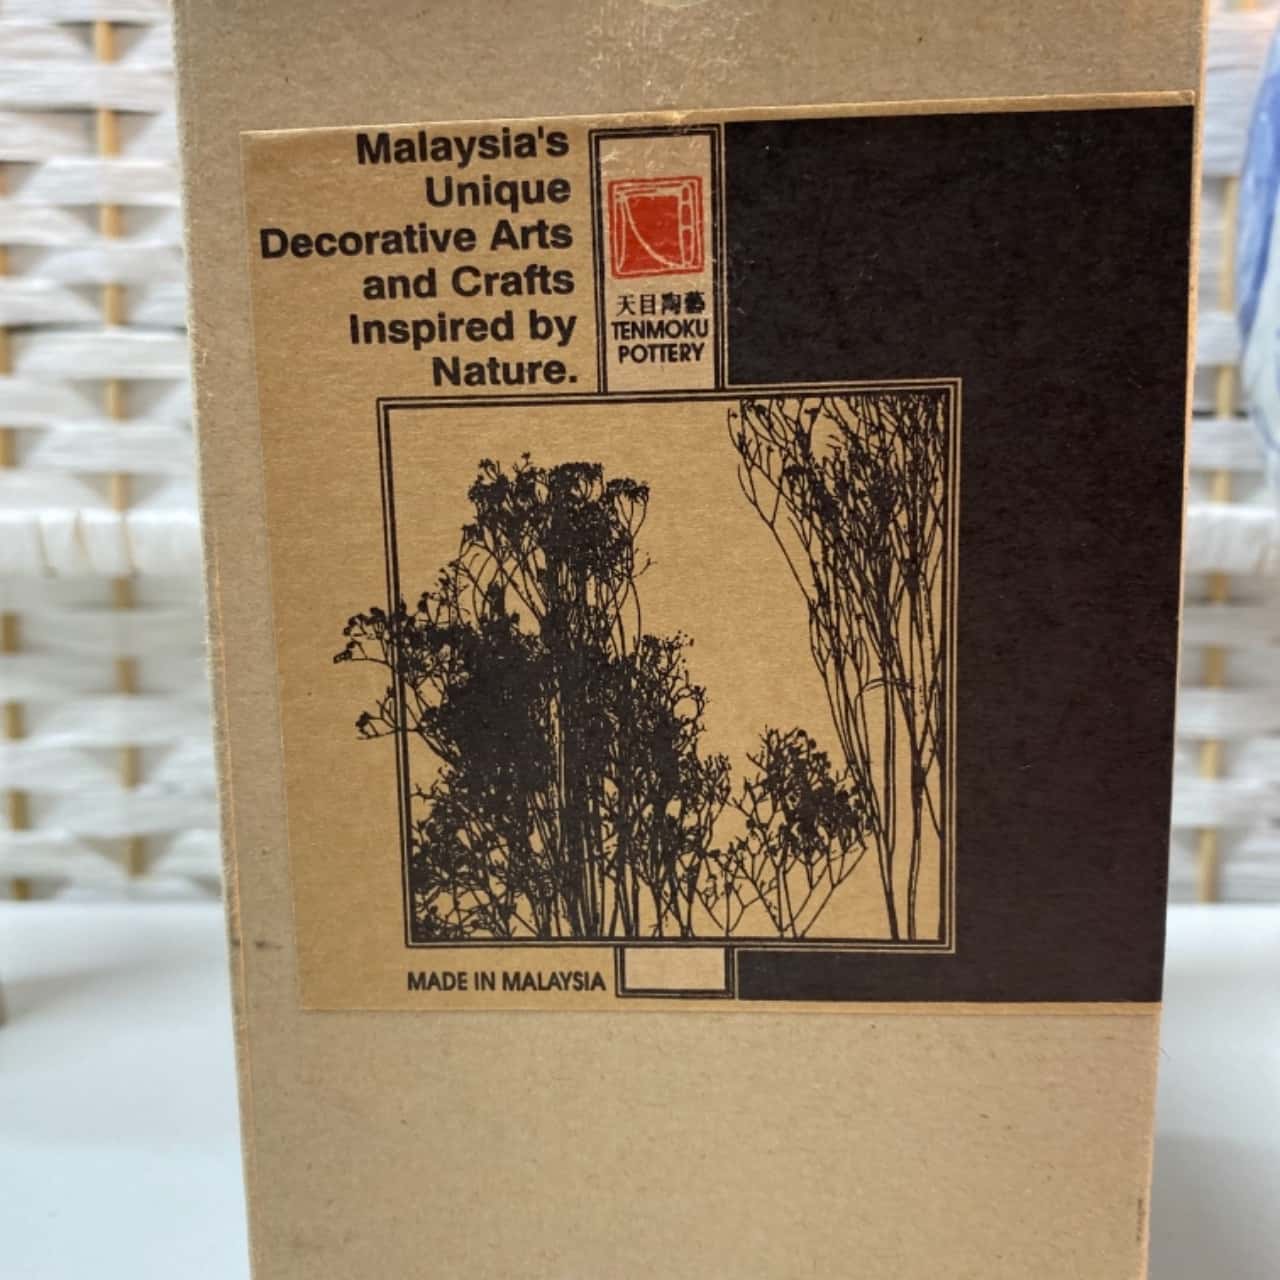 Malaysia's
Unique
Decorative Arts
and Crafts
Inspired by
Nature.
天目陶藝
TENMOKU
POTTERY
MADE IN MALAYSIA